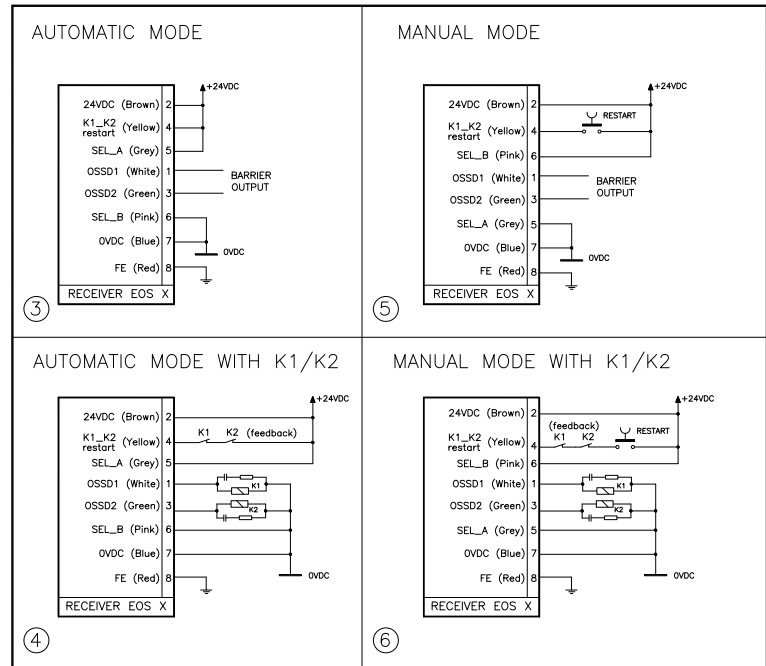 AUTOMATIC MODE
+24VDC
24VDC (Brown) 2
K1_K2 restart (Yellow) 4
SEL_A (Grey) 5
OSSD1 (White) 1
BARRIER OUTPUT
OSSD2 (Green) 3
SEL_B (Pink) 6
0VDC (Blue) 7
0VDC
FE (Red) 8
RECEIVER EOS X
3
MANUAL MODE
+24VDC
24VDC (Brown) 2
RESTART
K1_K2 restart (Yellow) 4
SEL_B (Pink) 6
OSSD1 (White) 1
BARRIER OUTPUT
OSSD2 (Green) 3
SEL_A (Grey) 5
0VDC (Blue) 7
0VDC
FE (Red) 8
RECEIVER EOS X
5
AUTOMATIC MODE WITH K1/K2
+24VDC
24VDC (Brown) 2
K1 K2 (feedback)
K1_K2 restart (Yellow) 4
SEL_A (Grey) 5
OSSD1 (White) 1
K1
OSSD2 (Green) 3
K2
SEL_B (Pink) 6
0VDC (Blue) 7
FE (Red) 8
0VDC
RECEIVER EOS X
4
MANUAL MODE WITH K1/K2
+24VDC
24VDC (Brown) 2
(feedback)
K1 K2 RESTART
K1_K2 restart (Yellow) 4
SEL_B (Pink) 6
OSSD1 (White) 1
K1
OSSD2 (Green) 3
K2
SEL_A (Grey) 5
0VDC (Blue) 7
FE (Red) 8
0VDC
RECEIVER EOS X
6